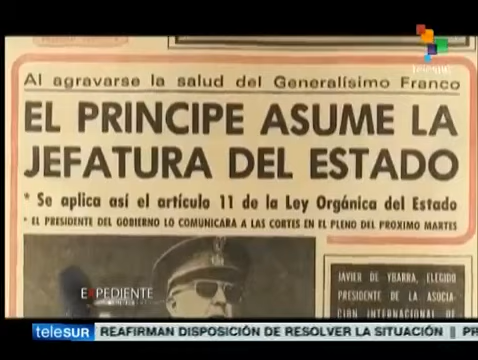 teleSUR
Al agravarse la salud del Generalísimo Franco
EL PRINCIPE ASUME LA
JEFATURA DEL ESTADO
* Se aplica así el artículo 11 de la Ley Orgánica del Estado
* EL PRESIDENTE DEL GOBIERNO LO COMUNICARA A LAS CORTES EN EL PLENO DEL PROXIMO MARTES
JAVIER DE YBARRA, ELEGIDO
PRESIDENTE DE LA ASOCIA-
CION INTERNACIONAL DE
EXPEDIENTE
telesur REAFIRMAN DISPOSICIÓN DE RESOLVER LA SITUACIÓN || PR